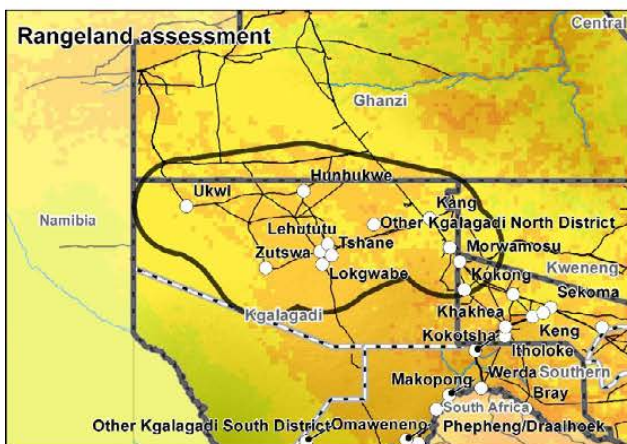 Rangeland assessment
Central
Ghanzi
Hunhukwe
Ukwi
Kang
Namibia
Other Kgalagadi North District
Lehututu
Tshane
Morwamosu
Zutswa
Lokgwabe
Kokong
Kweneng
Sekoma
Kgalagadi
Khakhea
Keng
Kokotsha
Itholoke
Werda
Southern
Makopong
Bray
South Africa
Other Kgalagadi South District
Omaweneng
Phepheng/Draalhoek